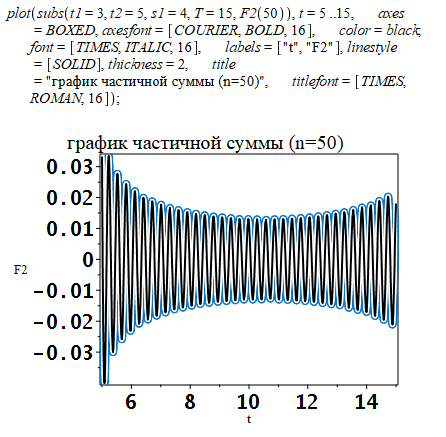 plot(subs(t1 = 3, t2 = 5, s1 = 4, T = 15, F2(50)), t = 5 ..15, axes
= BOXED, axesfont = [COURIER, BOLD, 16], color = black,
font = [TIMES, ITALIC, 16], labels = ["t", "F2"], linestyle
= [SOLID], thickness = 2, title
= "график частичной суммы (n=50)", titlefont = [TIMES,
ROMAN, 16]);
график частичной суммы (n=50)
0.03
0.02
0.01
0
-0.01
-0.02
-0.03
F2
6 8 10 12 14
t